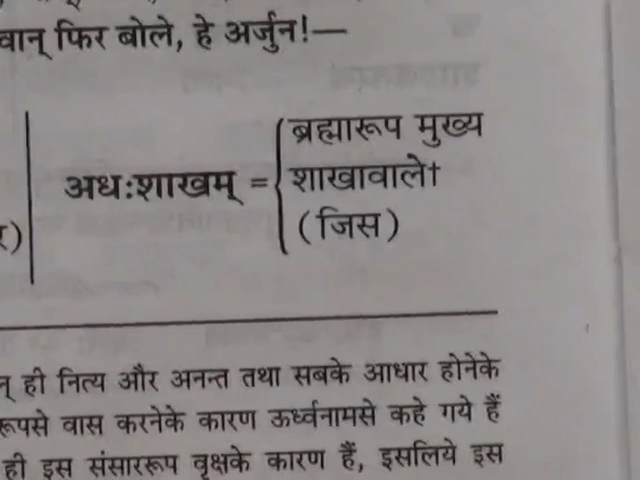 वान् फिर बोले, हे अर्जुन!—
ब्रह्मारूप मुख्य
अधःशाखम् = शाखावाले†
(जिस)
ही नित्य और अनन्त तथा सबके आधार होनेके
रूपसे वास करनेके कारण ऊर्ध्वनामसे कहे गये हैं
ही इस संसाररूप वृक्षके कारण हैं, इसलिये इस